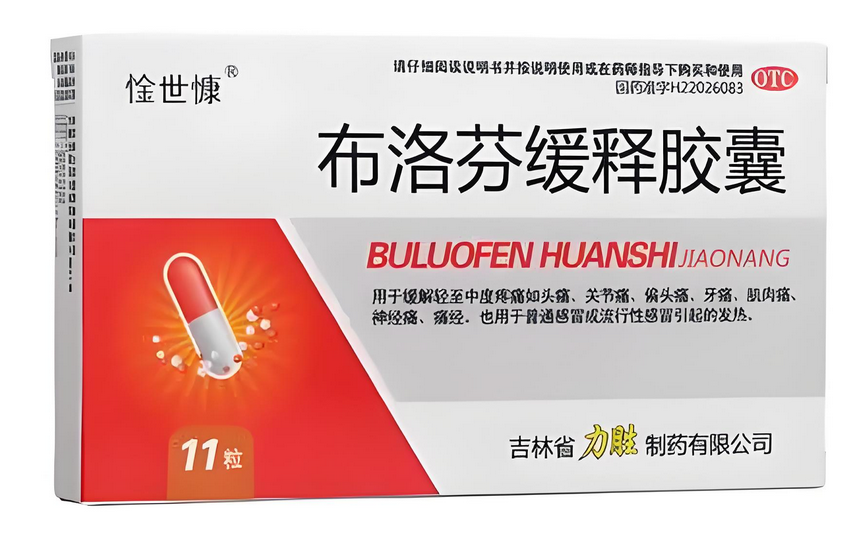 惍世慷®
请仔细阅读说明书并按说明使用或在药师指导下购买和使用
国药准字H22026083
OTC
布洛芬缓释胶囊
BULUOFEN HUANSHI JIAONANG
用于缓解轻至中度疼痛如头痛、关节痛、偏头痛、牙痛、肌肉痛、
神经痛、痛经。也用于普通感冒或流行性感冒引起的发热。
11粒
吉林省力胜制药有限公司